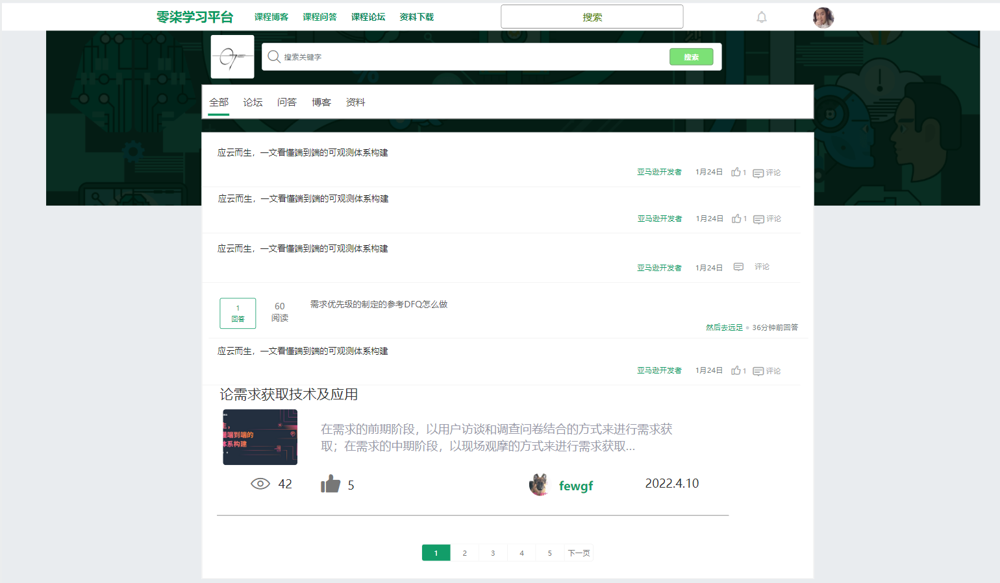 零柒学习平台
课程博客 课程问答 课程论坛 资料下载
搜索
07
搜索关键字
搜索
全部 论坛 问答 博客 资料
应云而生，一文看懂端到端的可观测体系构建
亚马逊开发者 1月24日 1 评论
应云而生，一文看懂端到端的可观测体系构建
亚马逊开发者 1月24日 1 评论
应云而生，一文看懂端到端的可观测体系构建
亚马逊开发者 1月24日 评论
1
回答
60
阅读
需求优先级的制定的参考DFQ怎么做
然后去远足 36分钟前回答
应云而生，一文看懂端到端的可观测体系构建
亚马逊开发者 1月24日 1 评论
论需求获取技术及应用
端到端的
体系构建
在需求的前期阶段，以用户访谈和调查问卷结合的方式来进行需求获
取；在需求的中期阶段，以现场观摩的方式来进行需求获取...
42 5 fewgf 2022.4.10
1 2 3 4 5 下一页